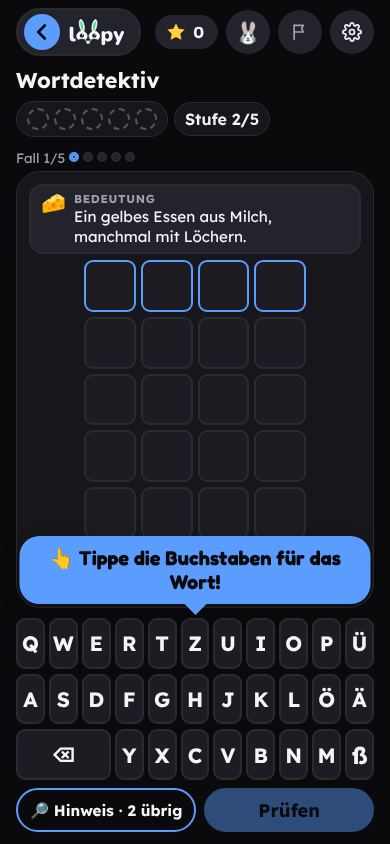 loopy
0
Wortdetektiv
Stufe 2/5
Fall 1/5
BEDEUTUNG
Ein gelbes Essen aus Milch,
manchmal mit Löchern.
👆 Tippe die Buchstaben für das
Wort!
Q W E R T Z U I O P Ü
A S D F G H J K L Ö Ä
Y X C V B N M ß
🔎 Hinweis · 2 übrig
Prüfen